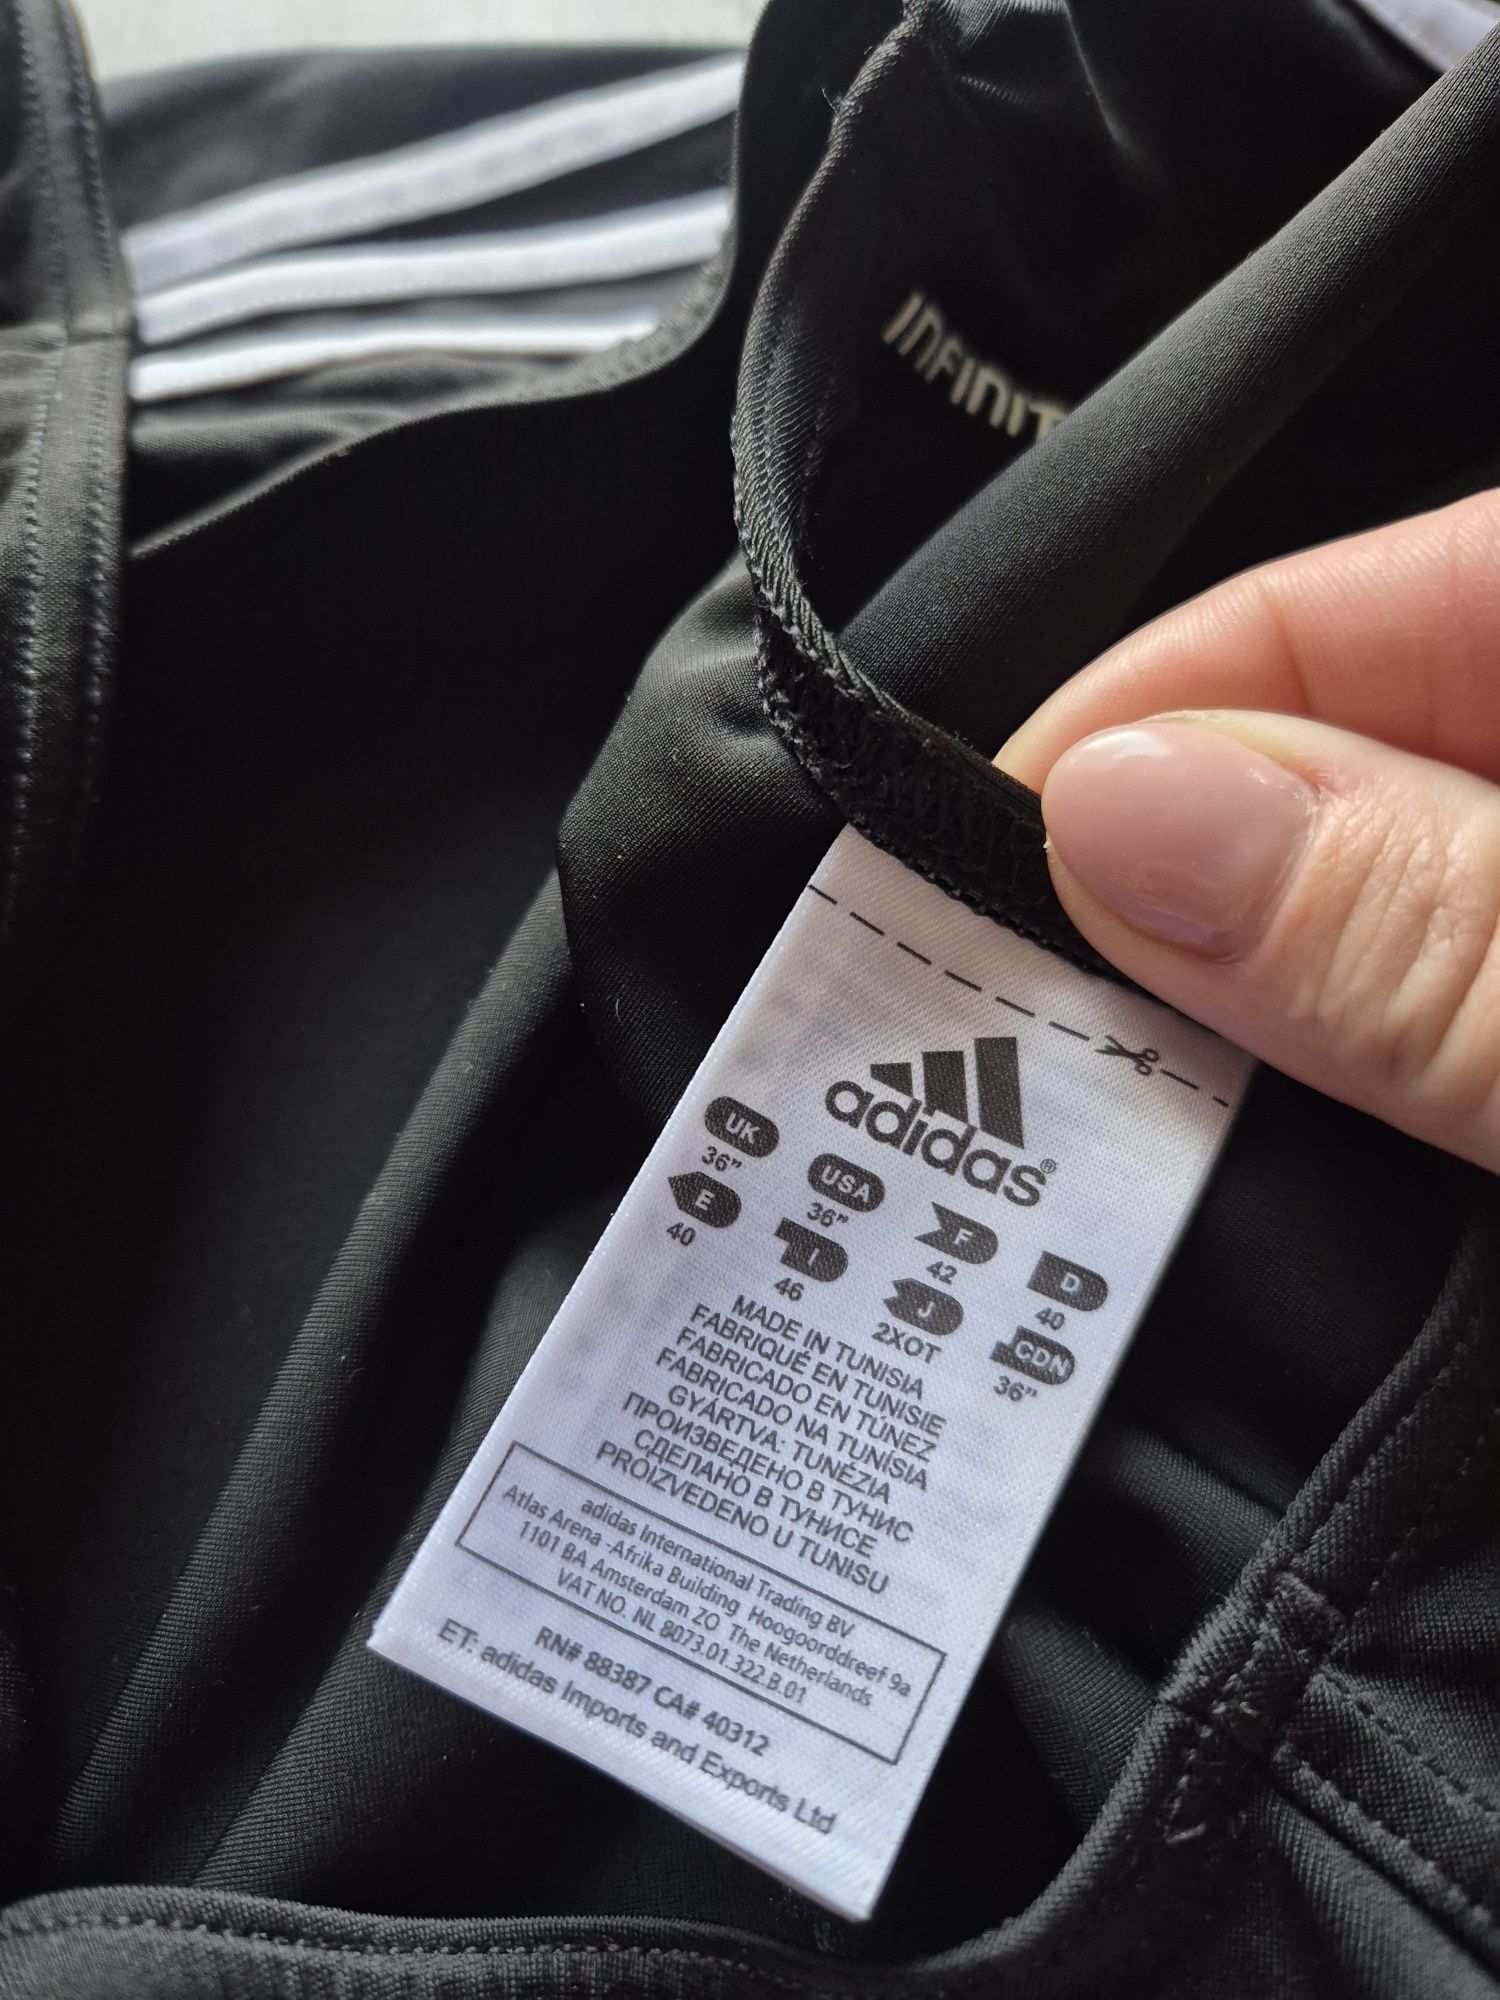 INFINIT
adidas®
UK USA F D
36" 36" 42 40
E I J CDN
40 46 2XOT 36"
MADE IN TUNISIA
FABRIQUÉ EN TUNISIE
FABRICADO EN TÚNEZ
FABRICADO NA TUNÍSIA
GYÁRTVA: TUNÉZIA
ПРОИЗВЕДЕНО В ТУНИС
СДЕЛАНО В ТУНИСЕ
PROIZVEDENO U TUNISU
adidas International Trading BV
Atlas Arena -Afrika Building Hoogoorddreef 9a
1101 BA Amsterdam ZO The Netherlands
VAT NO. NL 8073.01.322.B.01
RN# 88387 CA# 40312
ET: adidas Imports and Exports Ltd